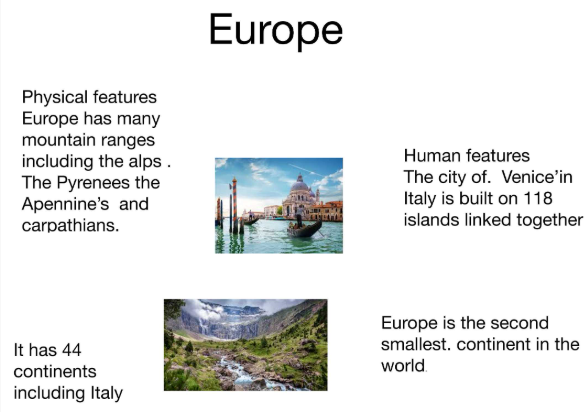 Europe
Physical features
Europe has many
mountain ranges
including the alps .
The Pyrenees the
Apennine’s  and
carpathians.
Human features
The city of.  Venice’in
Italy is built on 118
islands linked together
It has 44
continents
including Italy
Europe is the second
smallest. continent in the
world.